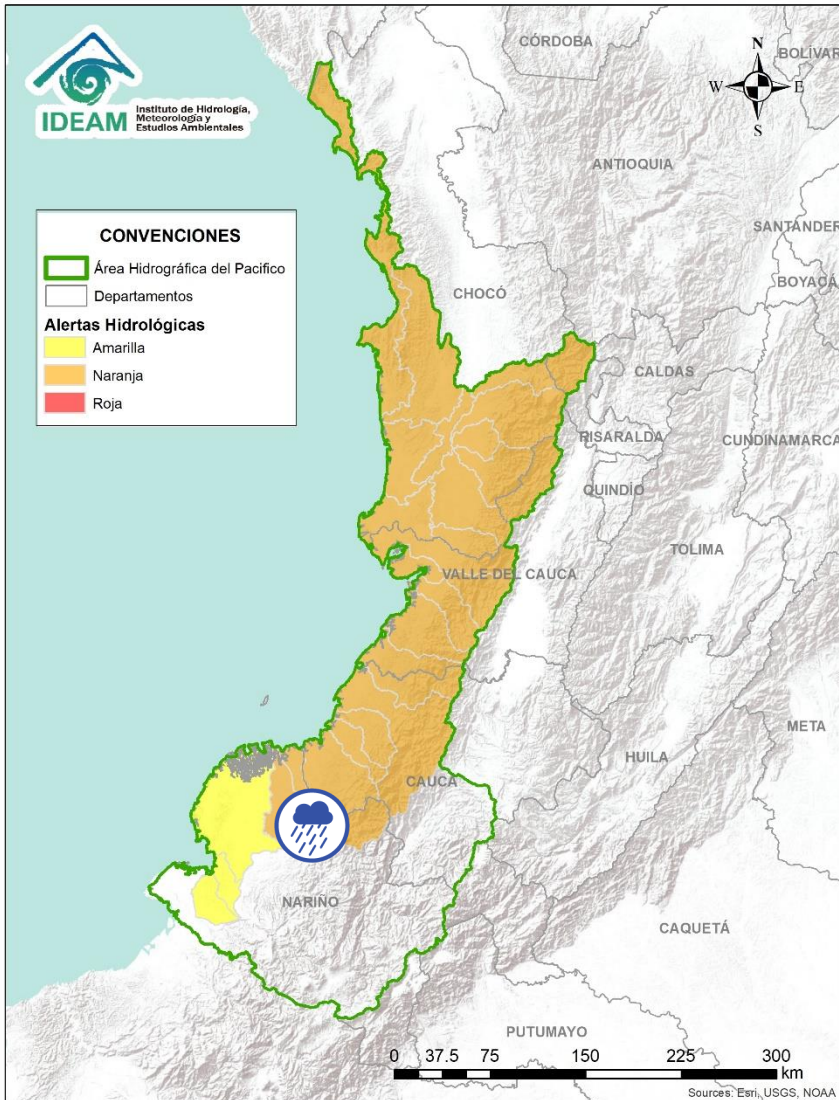 IDEAM
Instituto de Hidrología,
Meteorología y
Estudios Ambientales
N
W
E
S
CONVENCIONES
Área Hidrográfica del Pacifico
Departamentos
Alertas Hidrológicas
Amarilla
Naranja
Roja
CÓRDOBA
BOLÍVAR
ANTIOQUIA
SANTANDER
BOYACÁ
CHOCÓ
CALDAS
RISARALDA
CUNDINAMARCA
QUINDÍO
TOLIMA
VALLE DEL CAUCA
META
HUILA
CAUCA
NARIÑO
CAQUETÁ
PUTUMAYO
0 37.5 75 150 225 300
km
Sources: Esri, USGS, NOAA